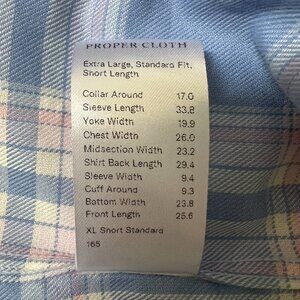 PROPER CLOTH
Extra Large, Standard Fit,
Short Length
Collar Around 17.0
Sleeve Length 33.8
Yoke Width 19.9
Chest Width 26.0
Midsection Width 23.2
Shirt Back Length 29.4
Sleeve Width 9.4
Cuff Around 9.3
Bottom Width 23.8
Front Length 25.6
XL Short Standard
165